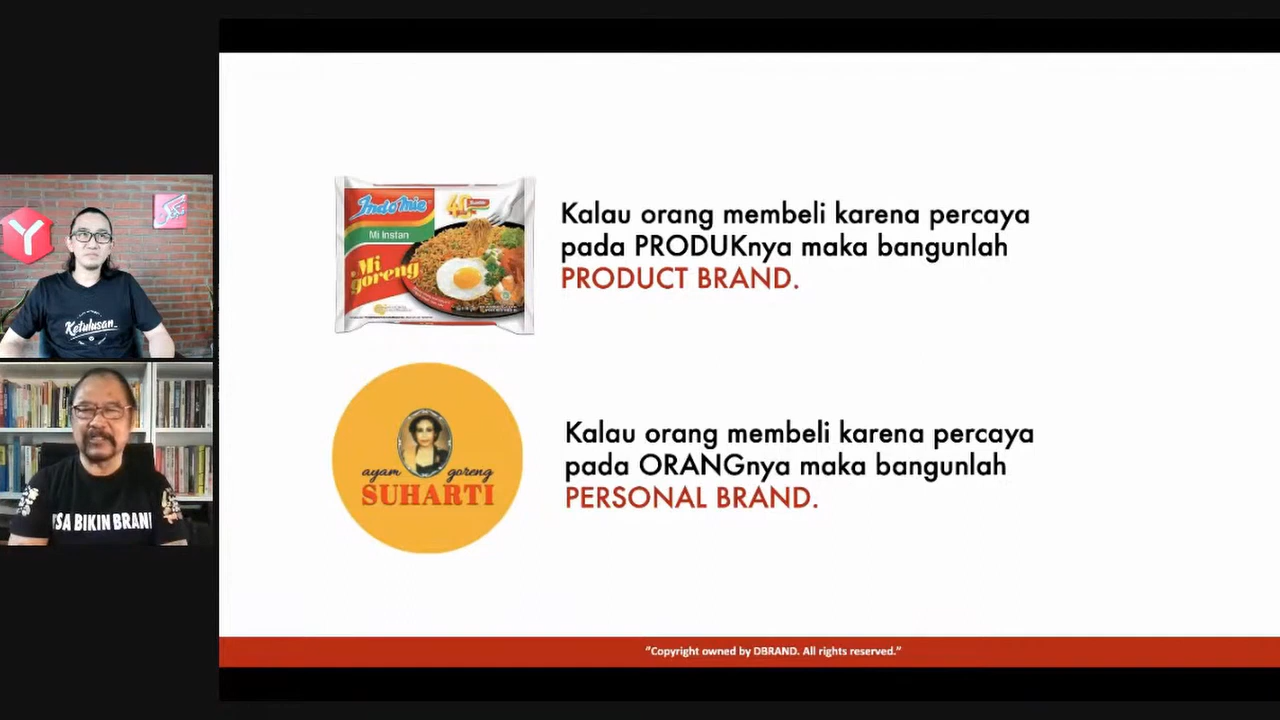 Kalau orang membeli karena percaya
pada PRODUKnya maka bangunlah
PRODUCT BRAND.
Indomie
40
Mi Instan
Mi
goreng
Kalau orang membeli karena percaya
pada ORANGnya maka bangunlah
PERSONAL BRAND.
ayam goreng
SUHARTI
Y
Ketulusan
SA BIKIN BRAN
“Copyright owned by DBRAND. All rights reserved.”